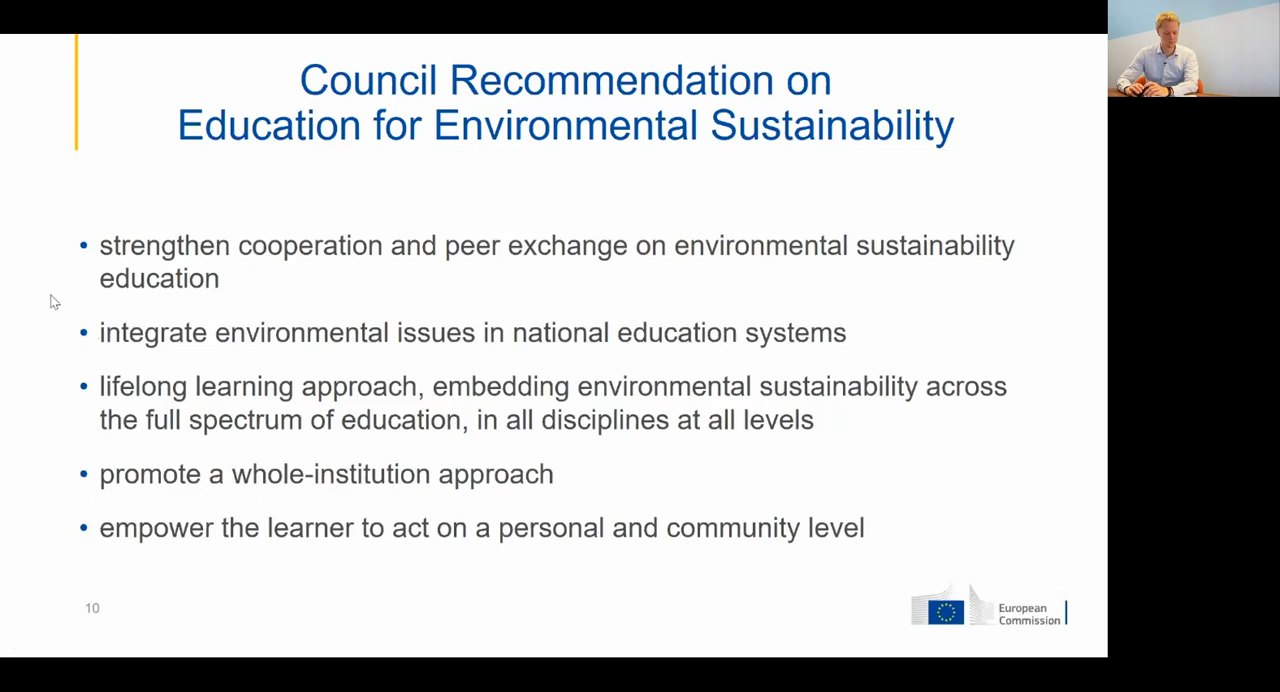 Council Recommendation on
Education for Environmental Sustainability
• strengthen cooperation and peer exchange on environmental sustainability
education
• integrate environmental issues in national education systems
• lifelong learning approach, embedding environmental sustainability across
the full spectrum of education, in all disciplines at all levels
• promote a whole-institution approach
• empower the learner to act on a personal and community level
10
European
Commission